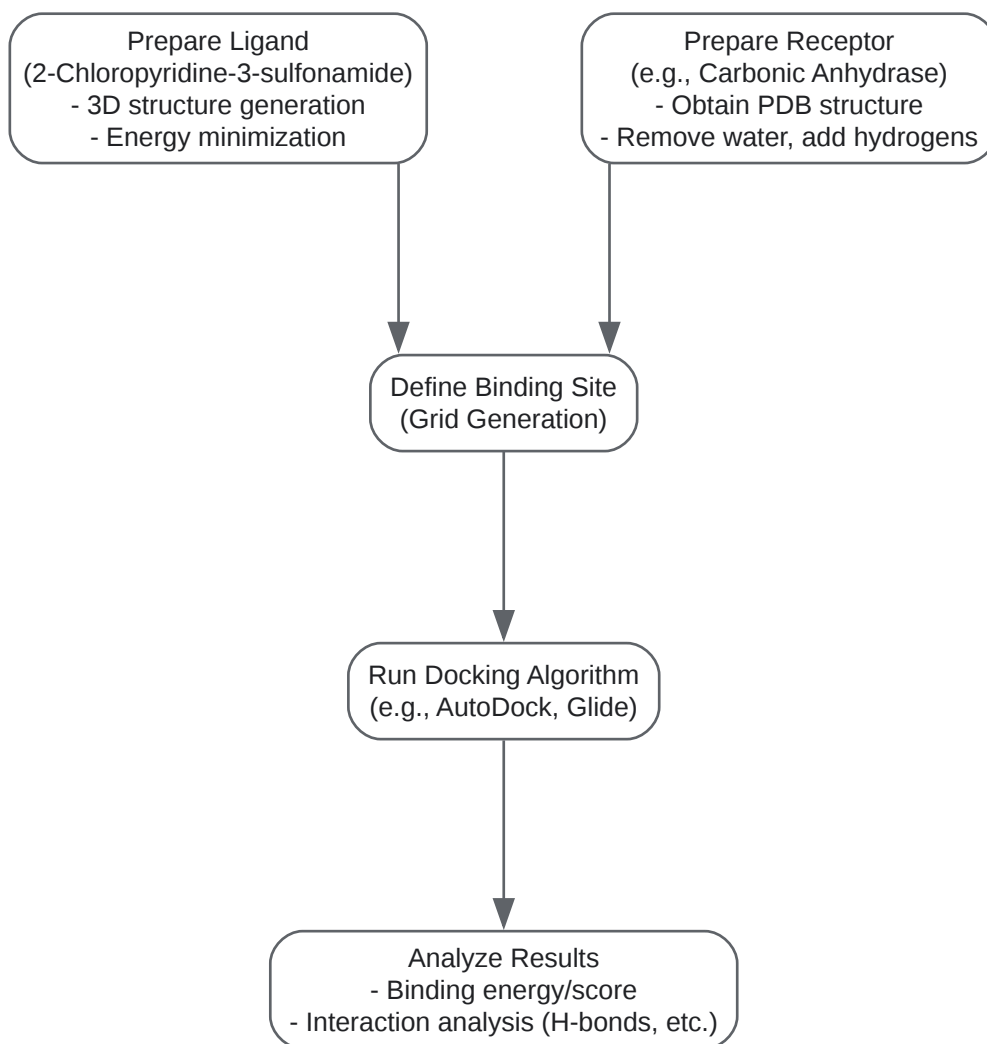 Prepare Ligand
(2-Chloropyridine-3-sulfonamide)
- 3D structure generation
- Energy minimization
Prepare Receptor
(e.g., Carbonic Anhydrase)
- Obtain PDB structure
- Remove water, add hydrogens
Define Binding Site
(Grid Generation)
Run Docking Algorithm
(e.g., AutoDock, Glide)
Analyze Results
- Binding energy/score
- Interaction analysis (H-bonds, etc.)